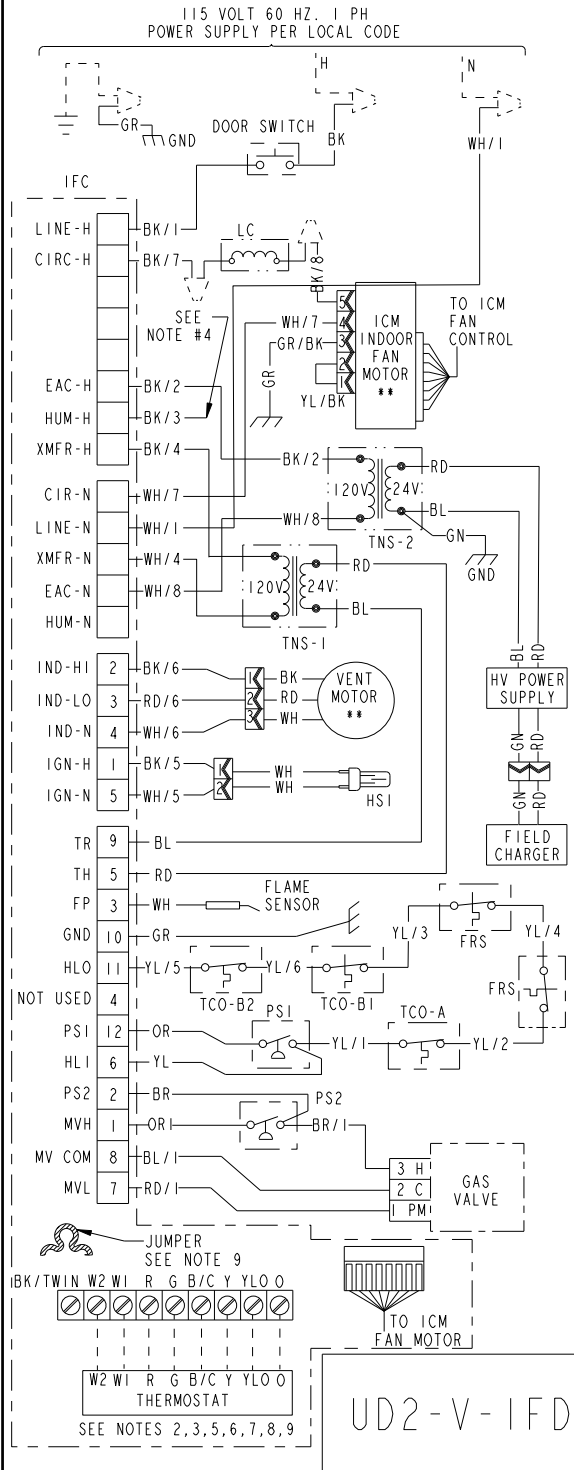 115 VOLT 60 HZ. 1 PH
POWER SUPPLY PER LOCAL CODE
H
N
GR
GND
DOOR SWITCH
BK
WH/1
IFC
LINE-H
BK/1
LC
CIRC-H
BK/7
BK/8
SEE
NOTE #4
5
4
3
2
1
WH/7
GR/BK
GR
YL/BK
ICM
INDOOR
FAN
MOTOR
**
TO ICM
FAN
CONTROL
EAC-H
BK/2
HUM-H
BK/3
XMFR-H
BK/4
BK/2
RD
120V
24V
BL
CIR-N
WH/7
LINE-N
WH/1
WH/8
GN
TNS-2
GND
XMFR-N
WH/4
RD
120V
24V
EAC-N
WH/8
BL
HUM-N
TNS-1
BL
RD
IND-HI 2 BK/6
1 BK
VENT
MOTOR
**
HV POWER
SUPPLY
IND-LO 3 RD/6
2 RD
IND-N 4 WH/6
3 WH
GN
RD
IGN-H 1 BK/5
1 WH
IGN-N 5 WH/5
2 WH
HSI
GN
RD
FIELD
CHARGER
TR 9 BL
TH 5 RD
FP 3 WH
FLAME
SENSOR
GND 10 GR
YL/3
FRS
YL/4
HLO 11 YL/5
YL/6
FRS
NOT USED 4
TCO-B2
TCO-B1
TCO-A
PS1 12 OR
PS1
YL/1
YL/2
HLI 6 YL
PS2 2 BR
PS2
MVH 1 OR1
BR/1
MV COM 8 BL/1
3 H
2 C
1 PM
GAS
VALVE
MVL 7 RD/1
JUMPER
SEE NOTE 9
BK/TWIN W2 W1 R G B/C Y YLO O
TO ICM
FAN MOTOR
W2 W1 R G B/C Y YLO O
THERMOSTAT
SEE NOTES 2,3,5,6,7,8,9
UD2-V-IFD